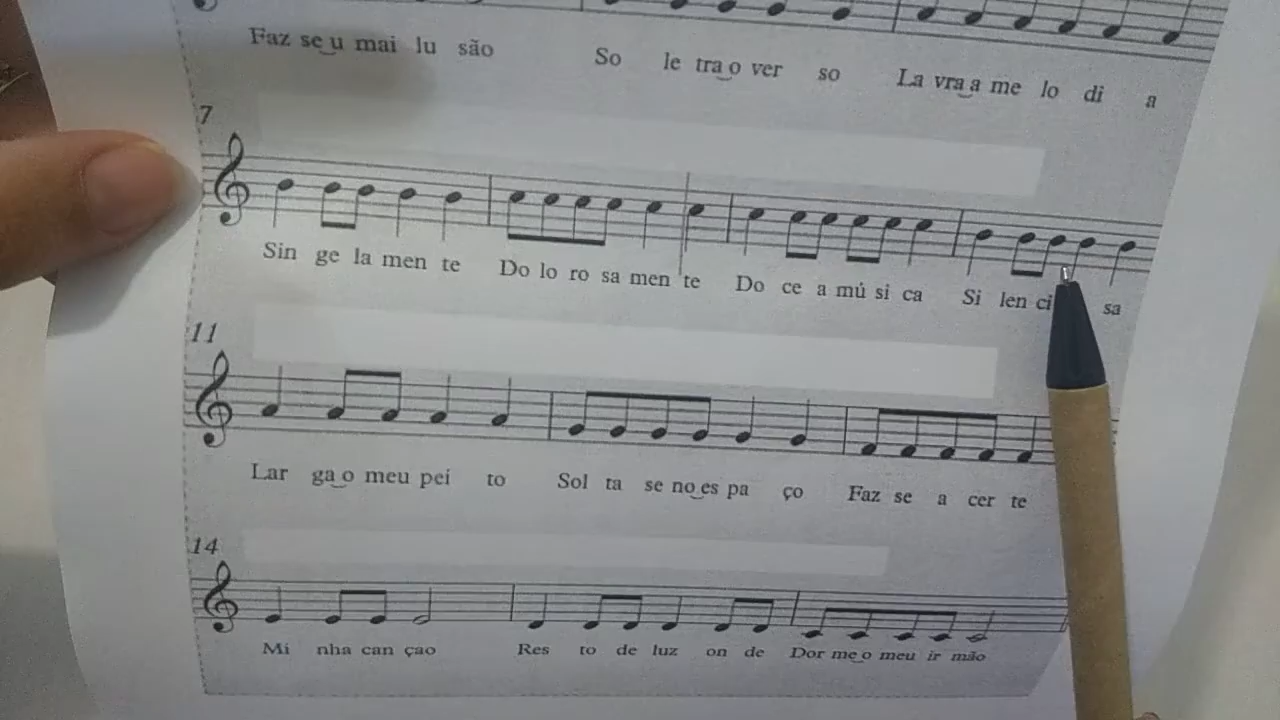 Faz se‿u mai lu são So le tra‿o ver so La vra‿a me lo di a
7
Sin ge la men te Do lo ro sa men te Do ce a mú si ca Si len ci sa
11
Lar ga‿o meu pei to Sol ta se no‿es pa ço Faz se a cer te
14
Mi nha can çao Res to de luz on de Dor me‿o meu ir mão